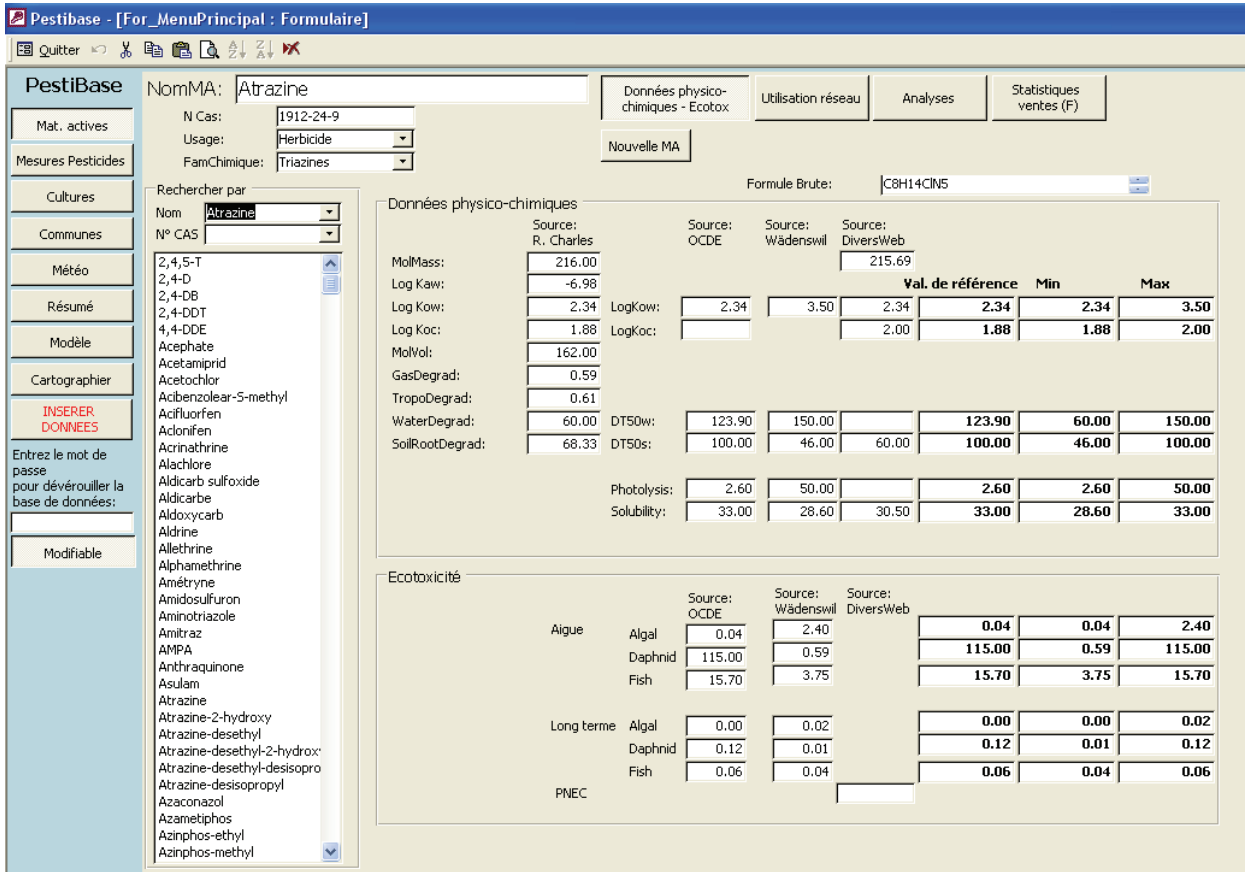 Pestibase - [For_MenuPrincipal : Formulaire]
Quitter
PestiBase
Mat. actives
Mesures Pesticides
Cultures
Communes
Météo
Résumé
Modèle
Cartographier
INSERER
DONNEES
Entrez le mot de
passe
pour dévérouiller la
base de données:
Modifiable
NomMA: Atrazine
N Cas: 1912-24-9
Usage: Herbicide
FamChimique: Triazines
Données physico-
chimiques - Ecotox
Utilisation réseau
Analyses
Statistiques
ventes (F)
Nouvelle MA
Formule Brute: C8H14ClN5
Rechercher par
Nom Atrazine
N° CAS
2,4,5-T
2,4-D
2,4-DB
2,4-DDT
4,4-DDE
Acephate
Acetamiprid
Acetochlor
Acibenzolear-S-methyl
Acifluorfen
Aclonifen
Acrinathrine
Alachlore
Aldicarb sulfoxide
Aldicarbe
Aldoxycarb
Aldrine
Allethrine
Alphamethrine
Amétryne
Amidosulfuron
Aminotriazole
Amitraz
AMPA
Anthraquinone
Asulam
Atrazine
Atrazine-2-hydroxy
Atrazine-desethyl
Atrazine-desethyl-2-hydrox
Atrazine-desethyl-desisopro
Atrazine-desisopropyl
Azaconazol
Azametiphos
Azinphos-ethyl
Azinphos-methyl
Données physico-chimiques
Source: Source: Source: Source:
R. Charles OCDE Wädenswil DiversWeb
MolMass: 216.00 215.69
Log Kaw: -6.98 Val. de référence Min Max
Log Kow: 2.34 LogKow: 2.34 3.50 2.34 2.34 2.34 3.50
Log Koc: 1.88 LogKoc: 2.00 1.88 1.88 2.00
MolVol: 162.00
GasDegrad: 0.59
TropoDegrad: 0.61
WaterDegrad: 60.00 DT50w: 123.90 150.00 123.90 60.00 150.00
SoilRootDegrad: 68.33 DT50s: 100.00 46.00 60.00 100.00 46.00 100.00
Photolysis: 2.60 50.00 2.60 2.60 50.00
Solubility: 33.00 28.60 30.50 33.00 28.60 33.00
Ecotoxicité
Source: Source: Source:
OCDE Wädenswil DiversWeb
Aigue Algal 0.04 2.40 0.04 0.04 2.40
Daphnid 115.00 0.59 115.00 0.59 115.00
Fish 15.70 3.75 15.70 3.75 15.70
Long terme Algal 0.00 0.02 0.00 0.00 0.02
Daphnid 0.12 0.01 0.12 0.01 0.12
Fish 0.06 0.04 0.06 0.04 0.06
PNEC